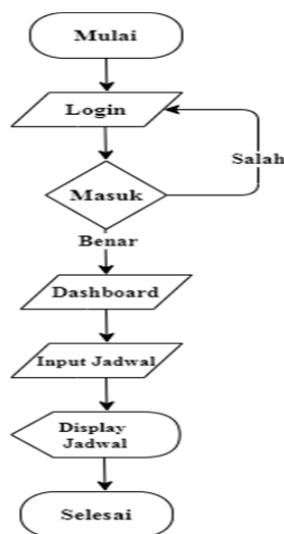 Mulai
Login
Salah
Masuk
Benar
Dashboard
Input Jadwal
Display
Jadwal
Selesai